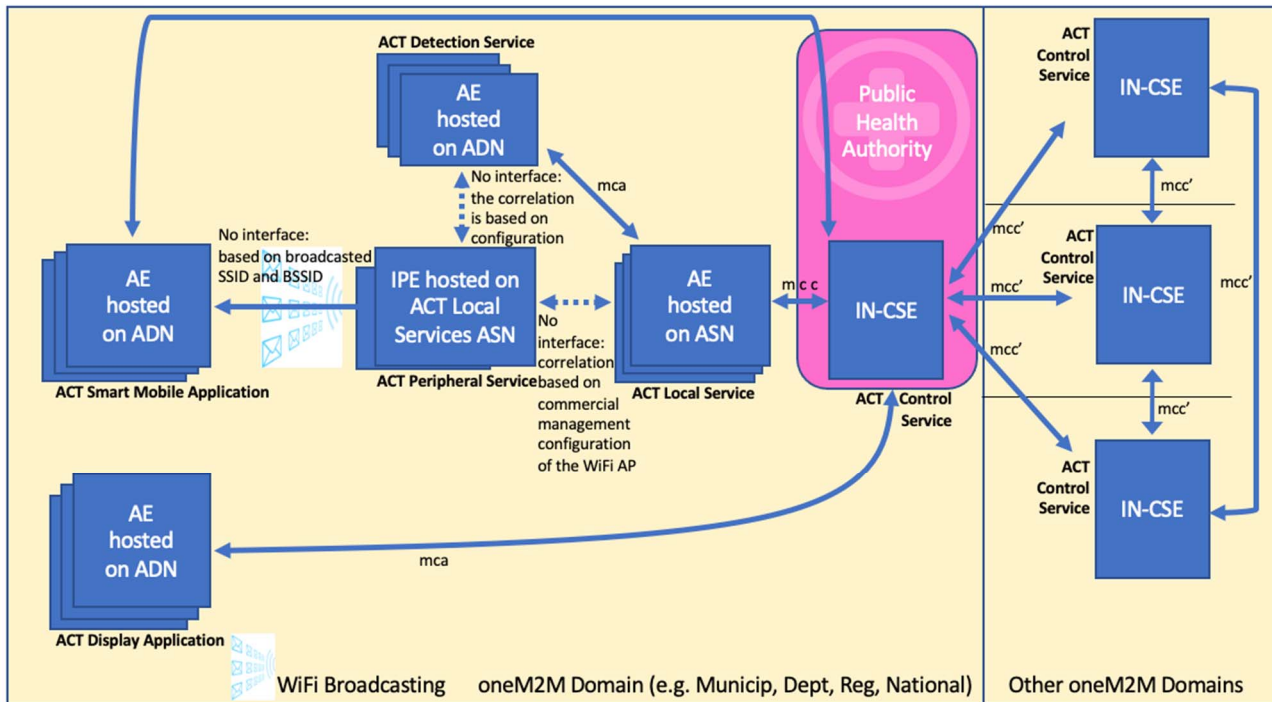 ACT Detection Service
AE
hosted
on ADN
No interface:
the correlation
is based on
configuration
mca
Public
Health
Authority
ACT
Control
Service
IN-CSE
mcc’
mcc’
mcc’
mcc’
No interface:
based on broadcasted
SSID and BSSID
AE
hosted
on ADN
ACT Smart Mobile Application
IPE hosted on
ACT Local
Services ASN
ACT Peripheral Service
No
interface:
correlation
based on
commercial
management
configuration
of the WiFi AP
AE
hosted
on ASN
ACT Local Service
m c c
IN-CSE
ACT Control
Service
ACT
Control
Service
IN-CSE
mcc’
mcc’
ACT
Control
Service
IN-CSE
AE
hosted
on ADN
ACT Display Application
mca
WiFi Broadcasting
oneM2M Domain (e.g. Municip, Dept, Reg, National)
Other oneM2M Domains